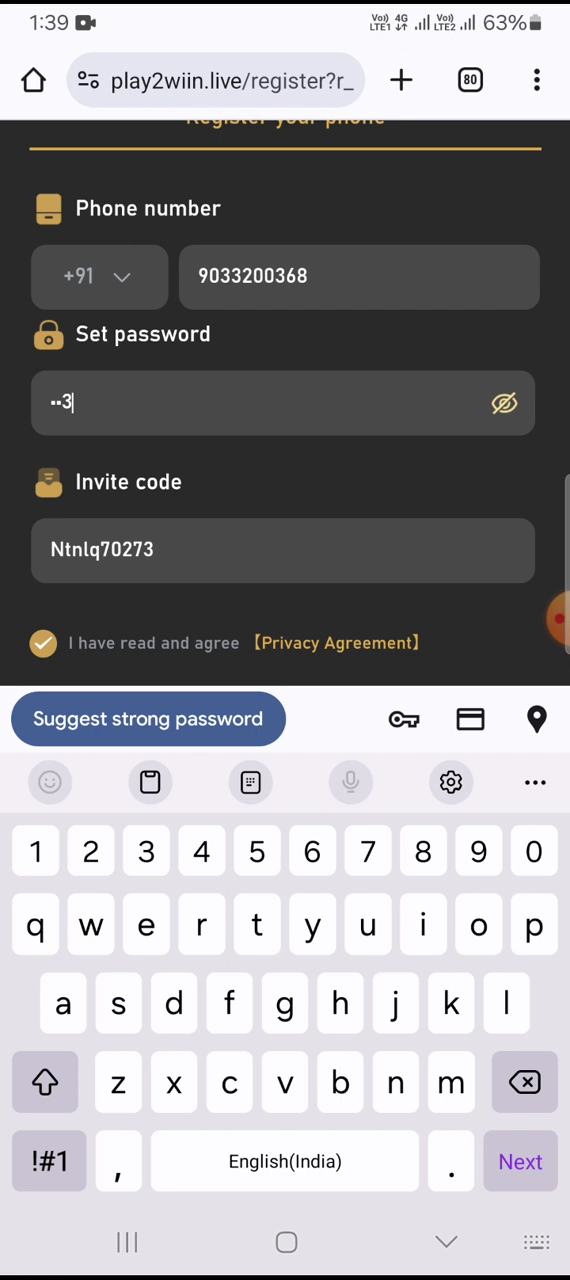 1:39 Vo) LTE1 4G Vo) LTE2 63%
play2wiin.live/register?r_ 80
Register your phone
Phone number
+91 9033200368
Set password
••3
Invite code
Ntnlq70273
I have read and agree 【Privacy Agreement】
Suggest strong password
1 2 3 4 5 6 7 8 9 0
q w e r t y u i o p
a s d f g h j k l
z x c v b n m
!#1 , English(India) . Next